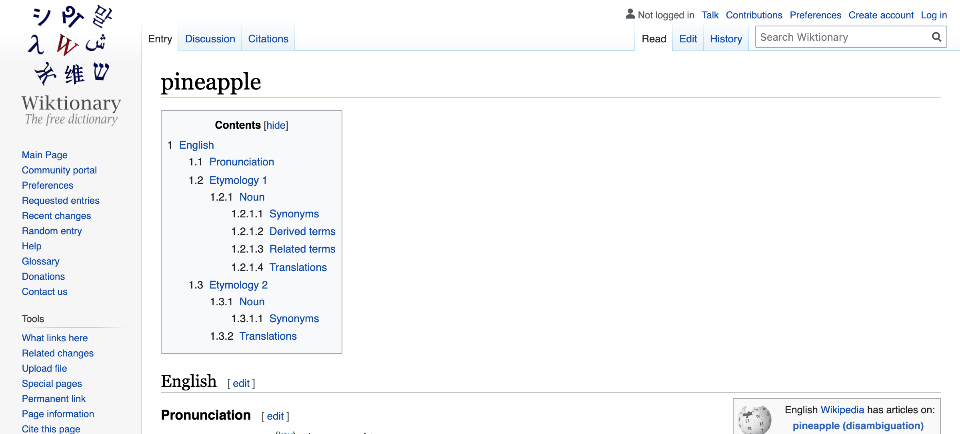 Not logged in Talk Contributions Preferences Create account Log in
Entry Discussion Citations Read Edit History Search Wiktionary
Wiktionary
The free dictionary
Main Page
Community portal
Preferences
Requested entries
Recent changes
Random entry
Help
Glossary
Donations
Contact us
Tools
What links here
Related changes
Upload file
Special pages
Permanent link
Page information
Cite this page
pineapple
Contents [hide]
1 English
1.1 Pronunciation
1.2 Etymology 1
1.2.1 Noun
1.2.1.1 Synonyms
1.2.1.2 Derived terms
1.2.1.3 Related terms
1.2.1.4 Translations
1.3 Etymology 2
1.3.1 Noun
1.3.1.1 Synonyms
1.3.2 Translations
English [ edit ]
Pronunciation [ edit ]
English Wikipedia has articles on:
pineapple (disambiguation)